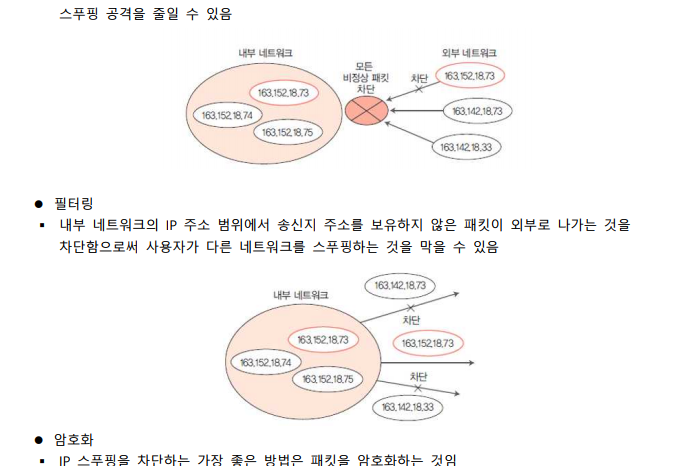 스푸핑 공격을 줄일 수 있음
내부 네트워크
외부 네트워크
모든
비정상 패킷
차단
차단
163.152.18.73
163.152.18.73
163.152.18.74
163.142.18.73
163.152.18.75
163.142.18.33
● 필터링
▪ 내부 네트워크의 IP 주소 범위에서 송신지 주소를 보유하지 않은 패킷이 외부로 나가는 것을
차단함으로써 사용자가 다른 네트워크를 스푸핑하는 것을 막을 수 있음
163.142.18.73
내부 네트워크
차단
163.152.18.73
163.152.18.73
163.152.18.74
163.152.18.75
차단
163.142.18.33
● 암호화
▪ IP 스푸핑을 차단하는 가장 좋은 방법은 패킷을 암호화하는 것임